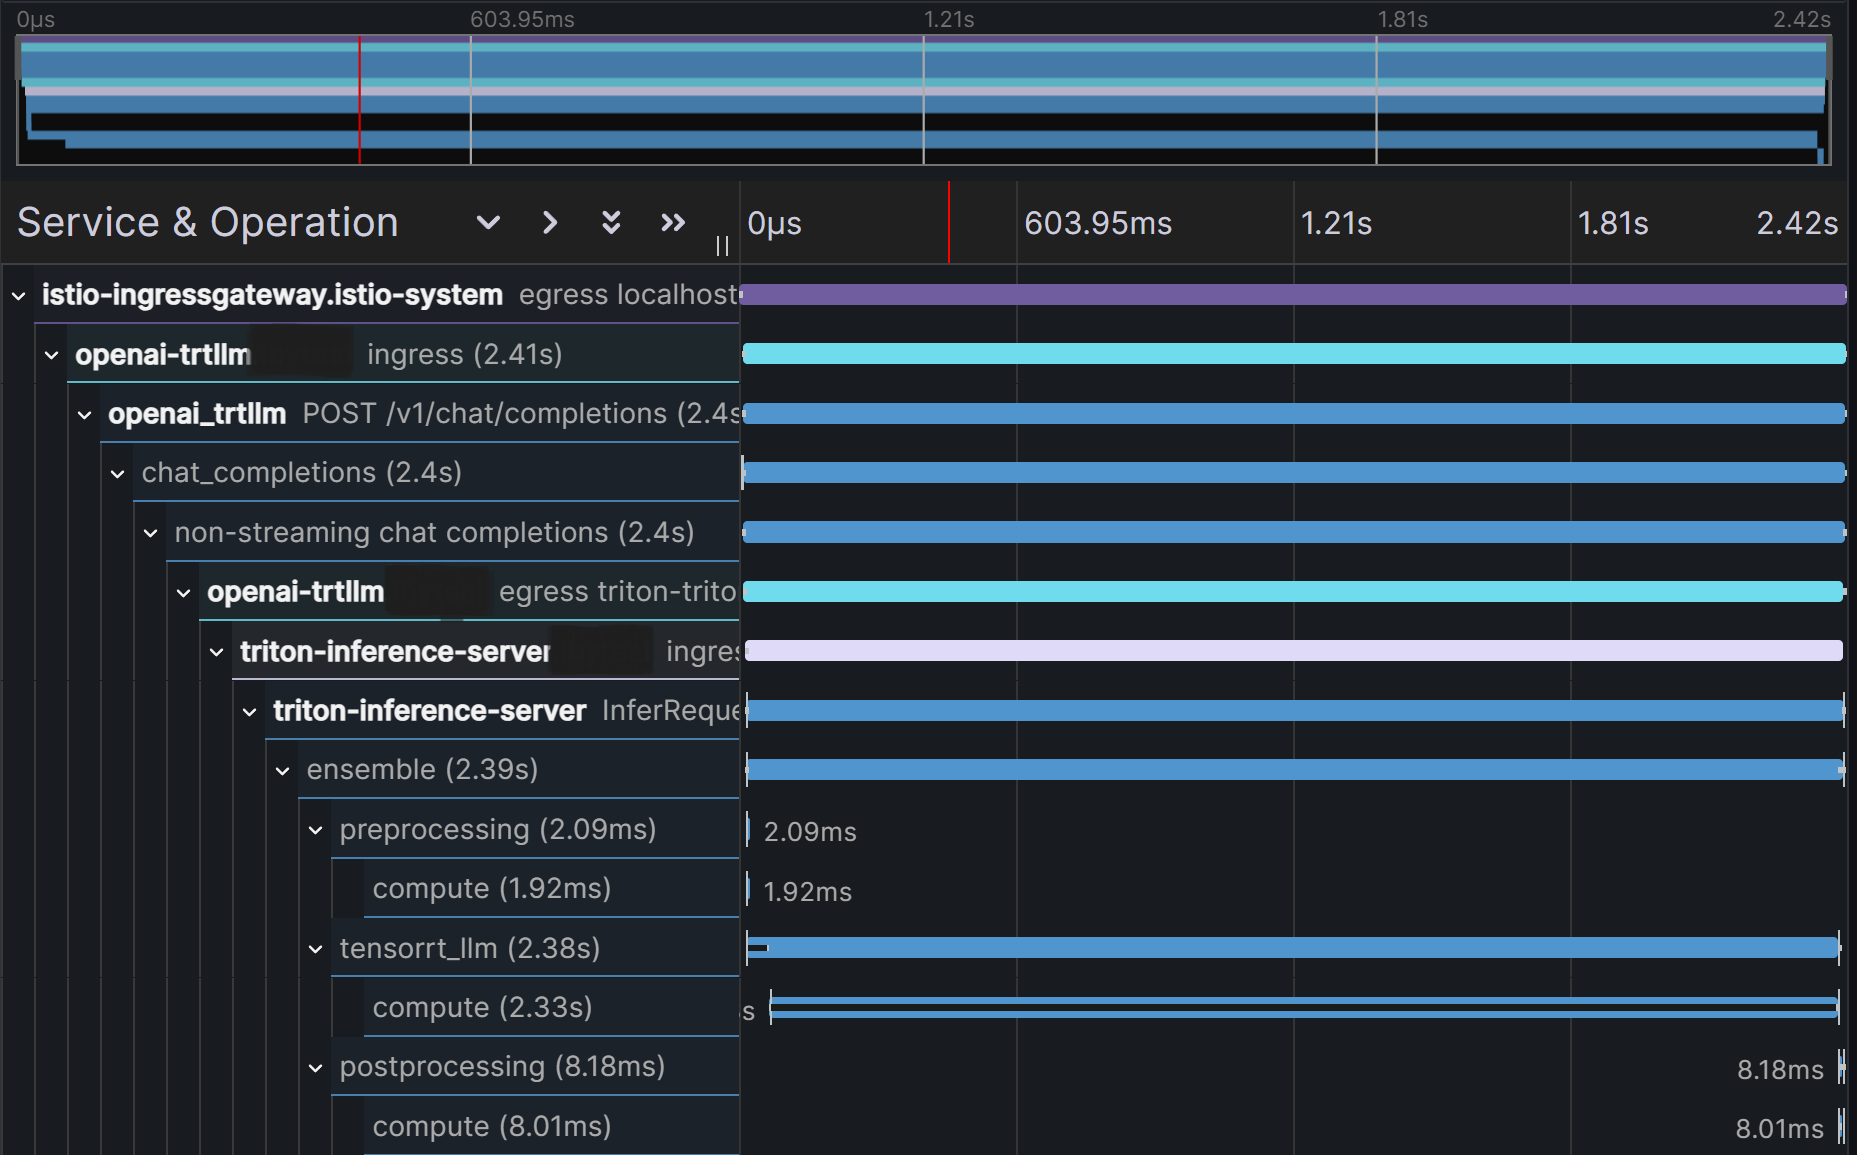 0μs 603.95ms 1.21s 1.81s 2.42s
Service & Operation 0μs 603.95ms 1.21s 1.81s 2.42s
istio-ingressgateway.istio-system egress localhost
openai-trtllm ingress (2.41s)
openai_trtllm POST /v1/chat/completions (2.4s
chat_completions (2.4s)
non-streaming chat completions (2.4s)
openai-trtllm egress triton-trito
triton-inference-server ingres
triton-inference-server InferReque
ensemble (2.39s)
preprocessing (2.09ms) 2.09ms
compute (1.92ms) 1.92ms
tensorrt_llm (2.38s)
compute (2.33s) s
postprocessing (8.18ms) 8.18ms
compute (8.01ms) 8.01ms